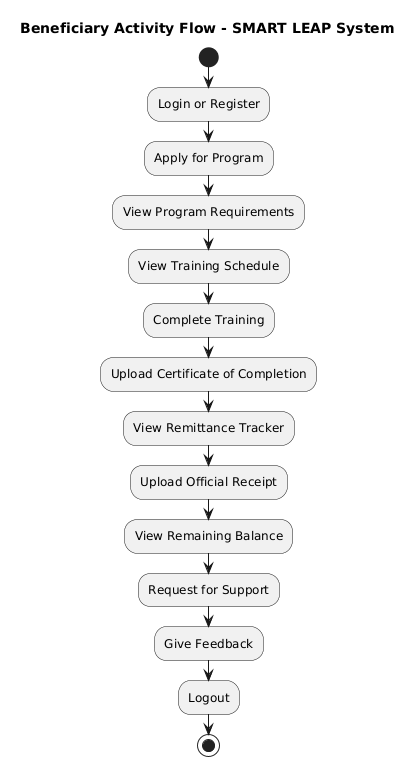 Beneficiary Activity Flow - SMART LEAP System
Login or Register
Apply for Program
View Program Requirements
View Training Schedule
Complete Training
Upload Certificate of Completion
View Remittance Tracker
Upload Official Receipt
View Remaining Balance
Request for Support
Give Feedback
Logout